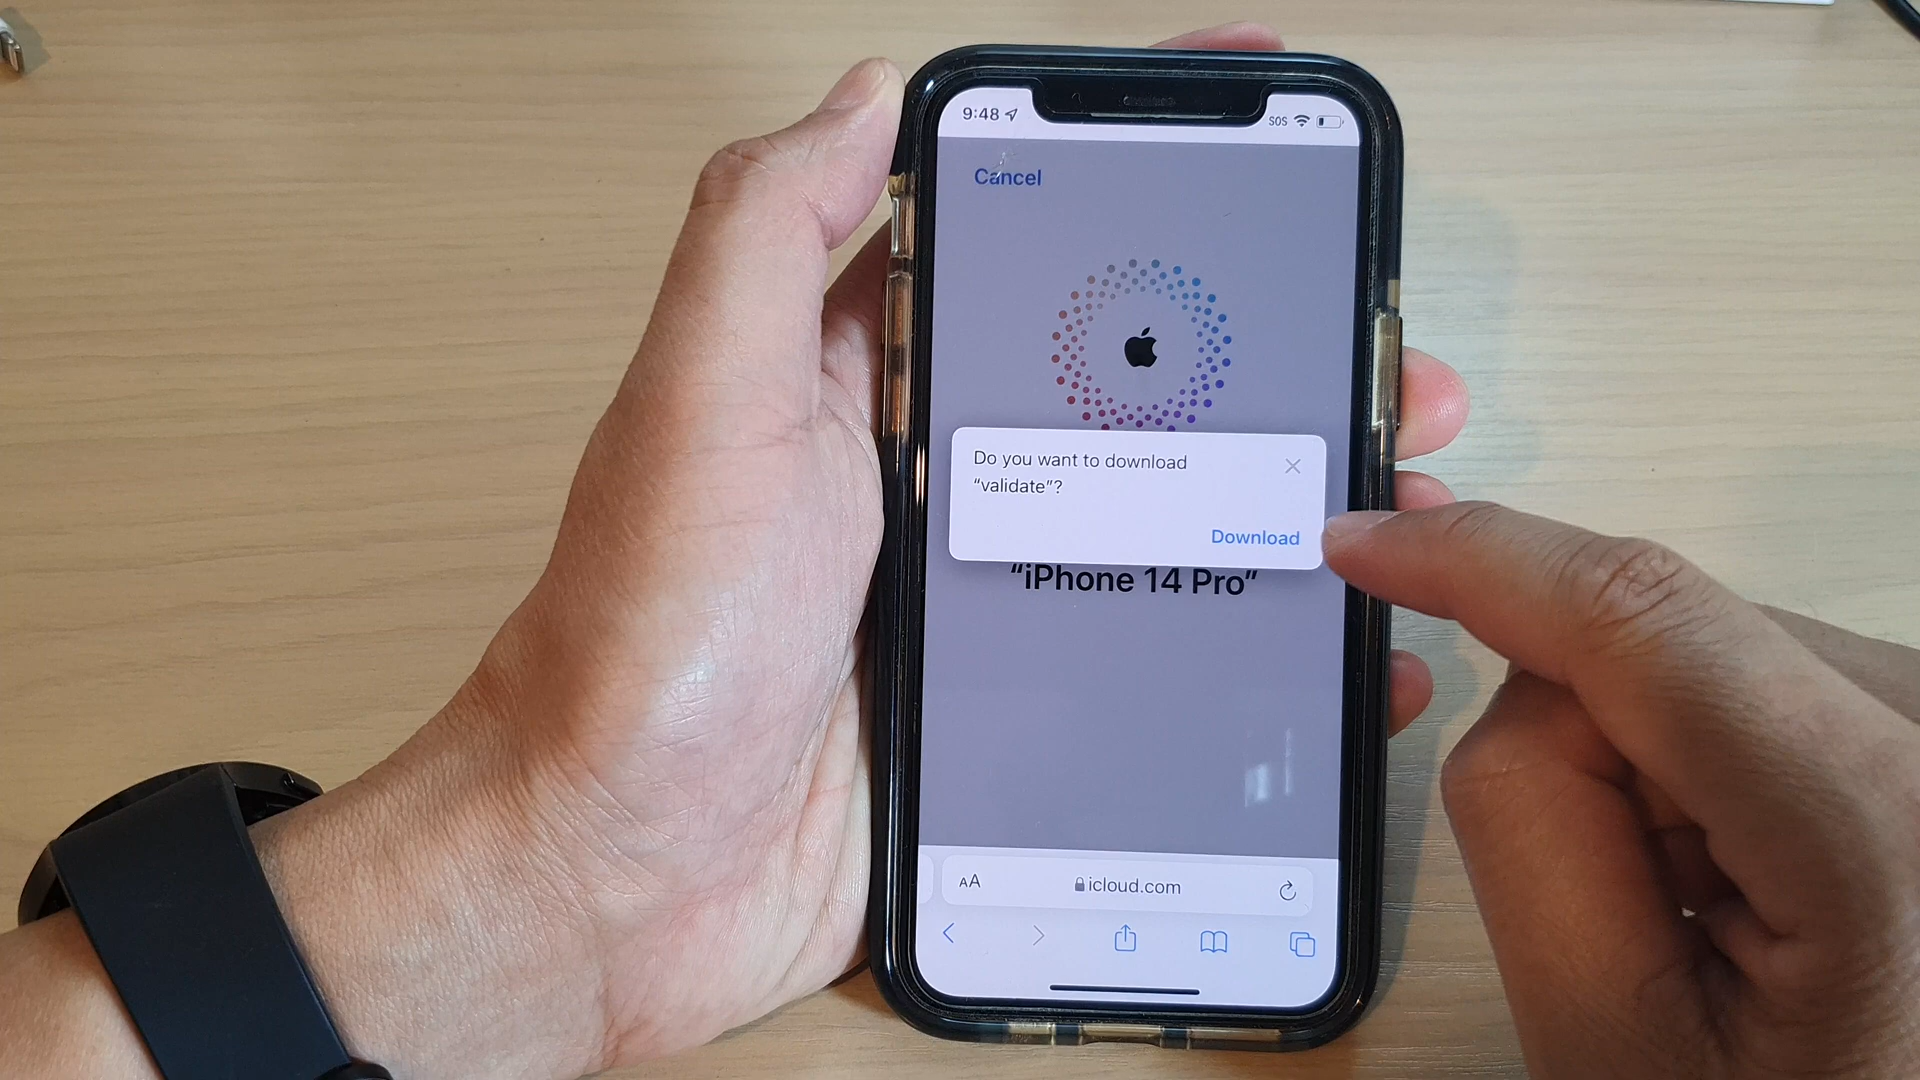 9:48
SOS
Cancel
Do you want to download
“validate”?
Download
“iPhone 14 Pro”
AA
icloud.com